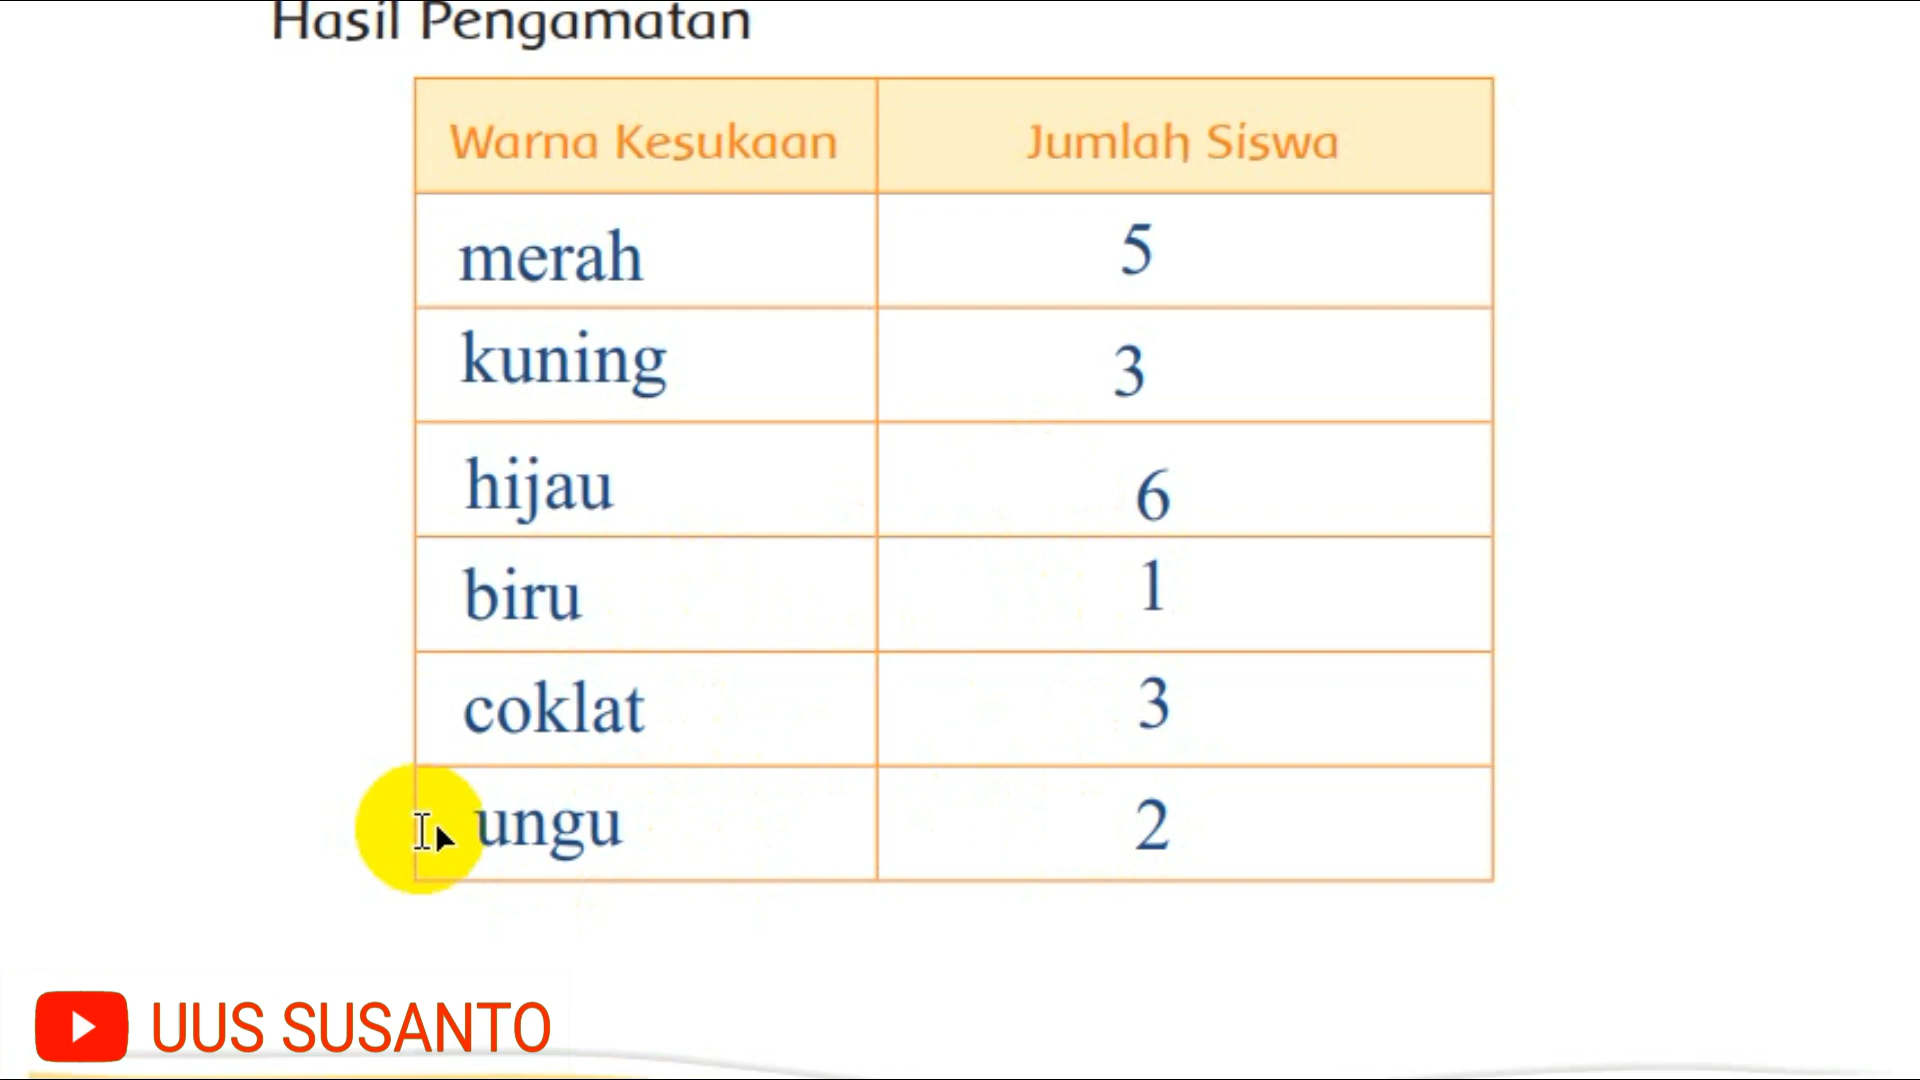 Hasil Pengamatan
Warna Kesukaan Jumlah Siswa
merah 5
kuning 3
hijau 6
biru 1
coklat 3
ungu 2
UUS SUSANTO